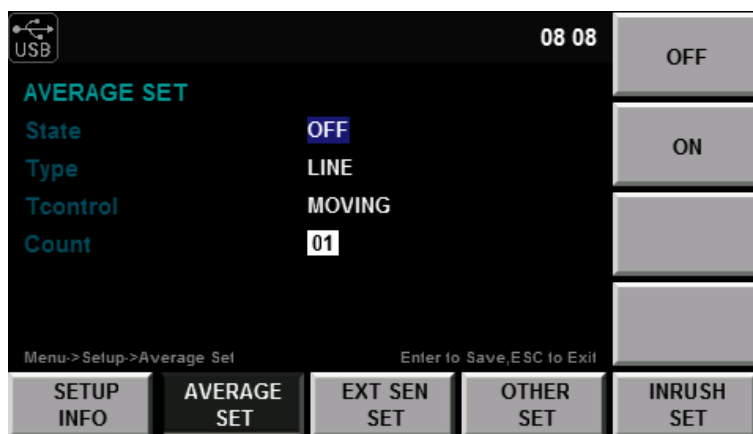 USB
08 08
OFF
AVERAGE SET
State OFF
ON
Type LINE
Tcontrol MOVING
Count 01
Menu->Setup->Average Set Enter to Save,ESC to Exit
SETUP INFO
AVERAGE SET
EXT SEN SET
OTHER SET
INRUSH SET